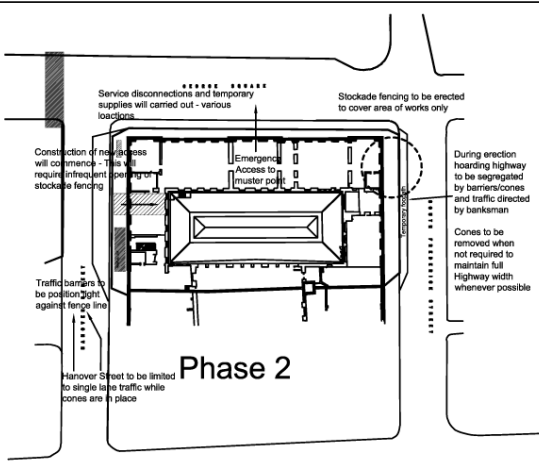 GEORGE SQUARE
Service disconnections and temporary
supplies will carried out - various
loactions
Stockade fencing to be erected
to cover area of works only
Construction of new access
will commence - This will
require infrequent opening of
stockade fencing
Emergency
Access to
muster point
During erection
hoarding highway
to be segregated
by barriers/cones
and traffic directed
by banksman
Cones to be
removed when
not required to
maintain full
Highway width
whenever possible
Traffic barriers to
be position tight
against fence line
Hanover Street to be limited
to single lane traffic while
cones are in place
Phase 2